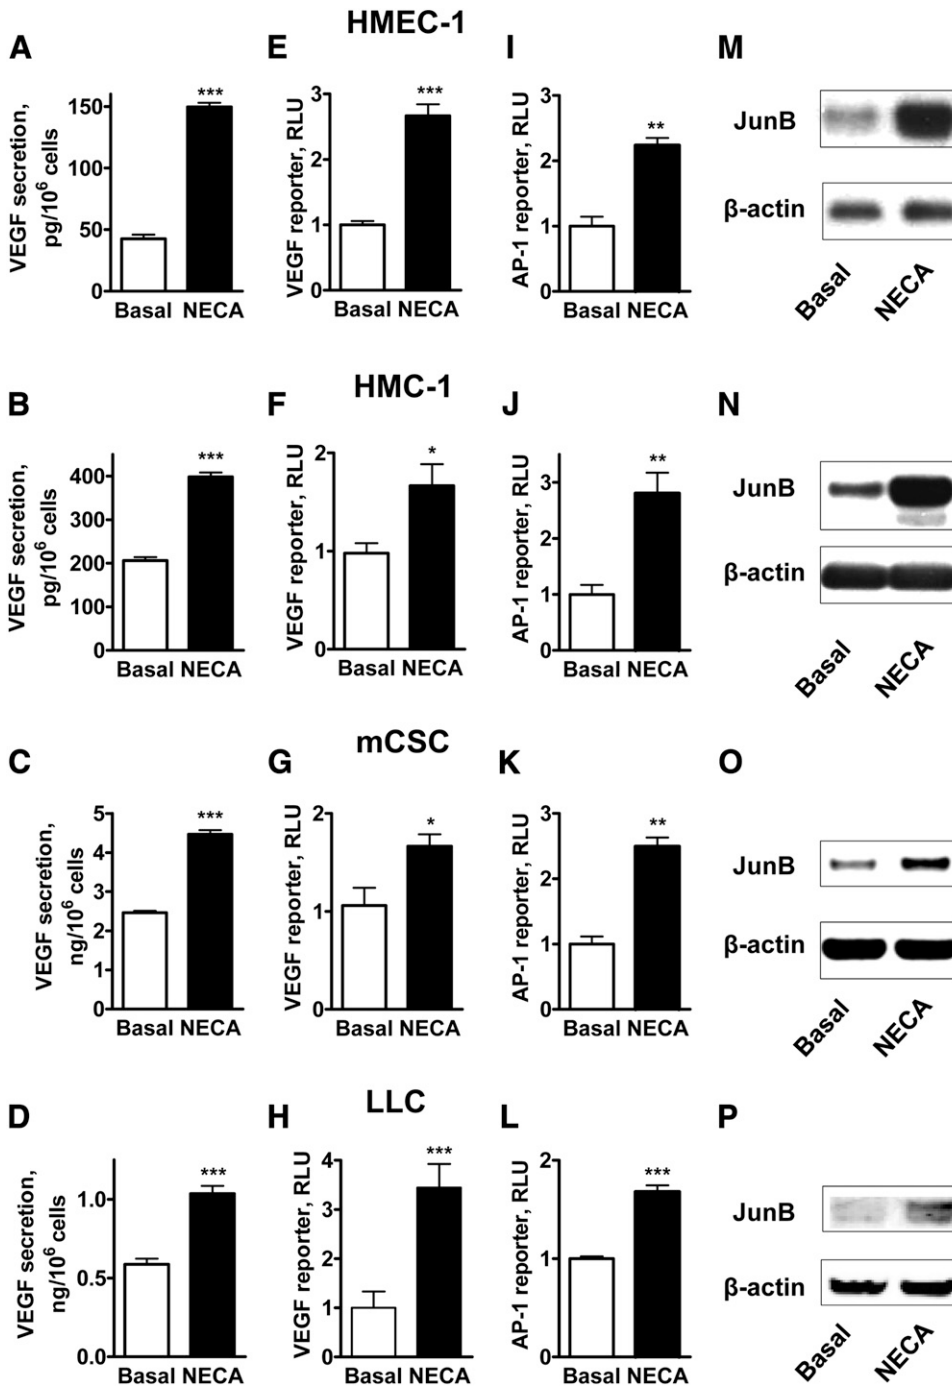 HMEC-1
A
VEGF secretion,
pg/10⁶ cells
150
100
50
0
***
Basal NECA
E
VEGF reporter, RLU
3
2
1
0
***
Basal NECA
I
AP-1 reporter, RLU
3
2
1
0
**
Basal NECA
M
JunB
β-actin
Basal
NECA
HMC-1
B
VEGF secretion,
pg/10⁶ cells
400
300
200
100
0
***
Basal NECA
F
VEGF reporter, RLU
2
1
0
*
Basal NECA
J
AP-1 reporter, RLU
3
2
1
0
**
Basal NECA
N
JunB
β-actin
Basal
NECA
mCSC
C
VEGF secretion,
ng/10⁶ cells
5
4
3
2
1
0
***
Basal NECA
G
VEGF reporter, RLU
2
1
0
*
Basal NECA
K
AP-1 reporter, RLU
3
2
1
0
**
Basal NECA
O
JunB
β-actin
Basal
NECA
LLC
D
VEGF secretion,
ng/10⁶ cells
1.0
0.5
0.0
***
Basal NECA
H
VEGF reporter, RLU
4
3
2
1
0
***
Basal NECA
L
AP-1 reporter, RLU
2
1
0
***
Basal NECA
P
JunB
β-actin
Basal
NECA